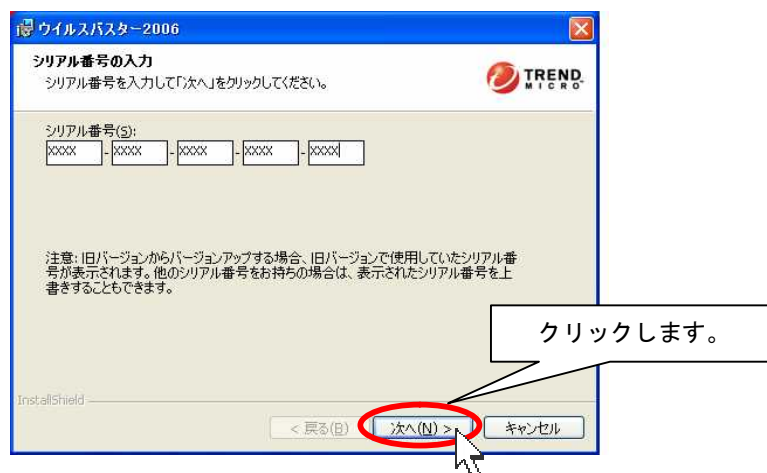 ウイルスバスター2006
シリアル番号の入力
シリアル番号を入力して「次へ」をクリックしてください。
TREND
MICRO
シリアル番号(S):
XXXX - XXXX - XXXX - XXXX - XXXX
注意: 旧バージョンからバージョンアップする場合、旧バージョンで使用していたシリアル番
号が表示されます。他のシリアル番号をお持ちの場合は、表示されたシリアル番号を上
書きすることもできます。
クリックします。
InstallShield
< 戻る(B) 次へ(N) > キャンセル